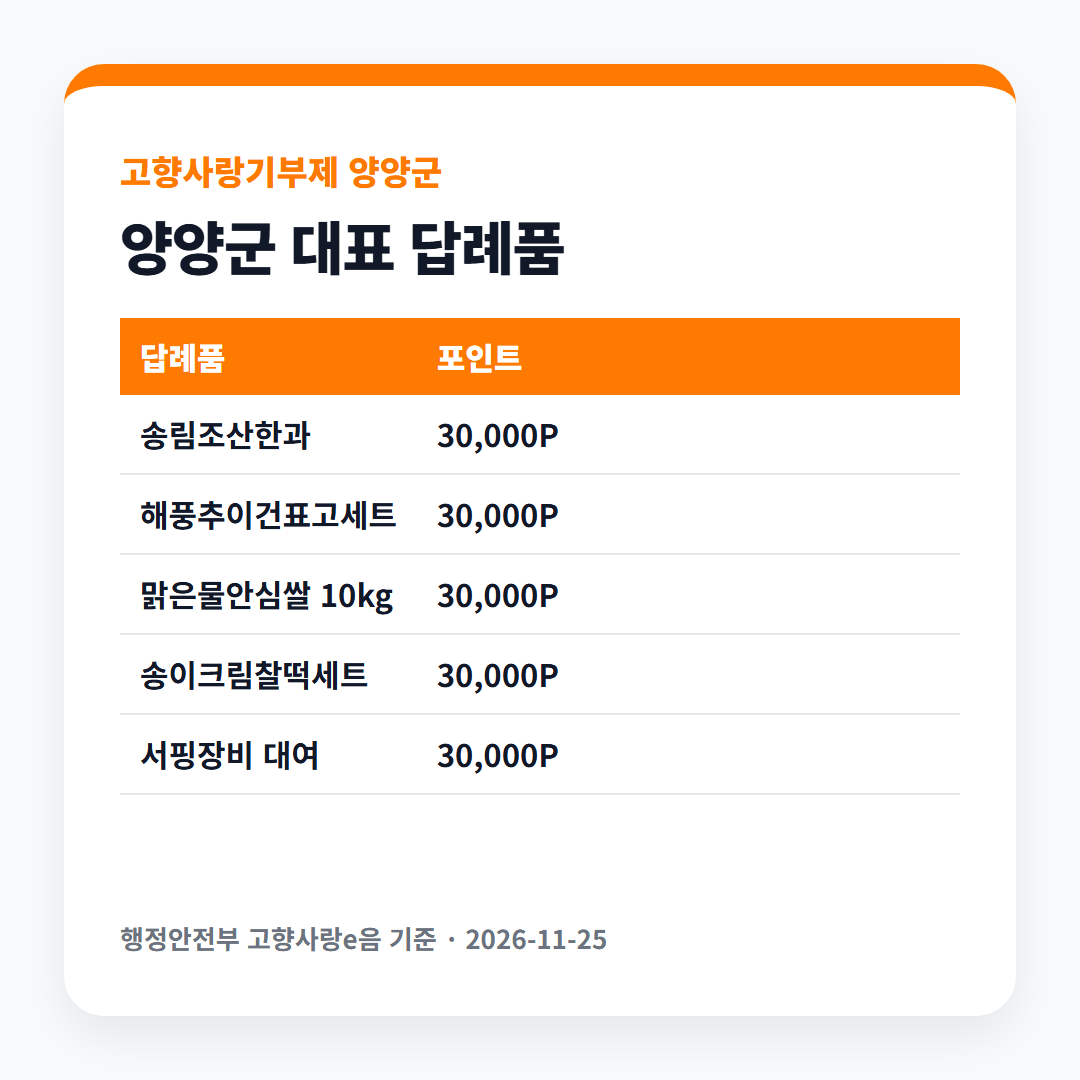 고향사랑기부제 양양군
양양군 대표 답례품
답례품 포인트
송림조산한과 30,000P
해풍추이건표고세트 30,000P
맑은물안심쌀 10kg 30,000P
송이크림찰떡세트 30,000P
서핑장비 대여 30,000P
행정안전부 고향사랑e음 기준 · 2026-11-25